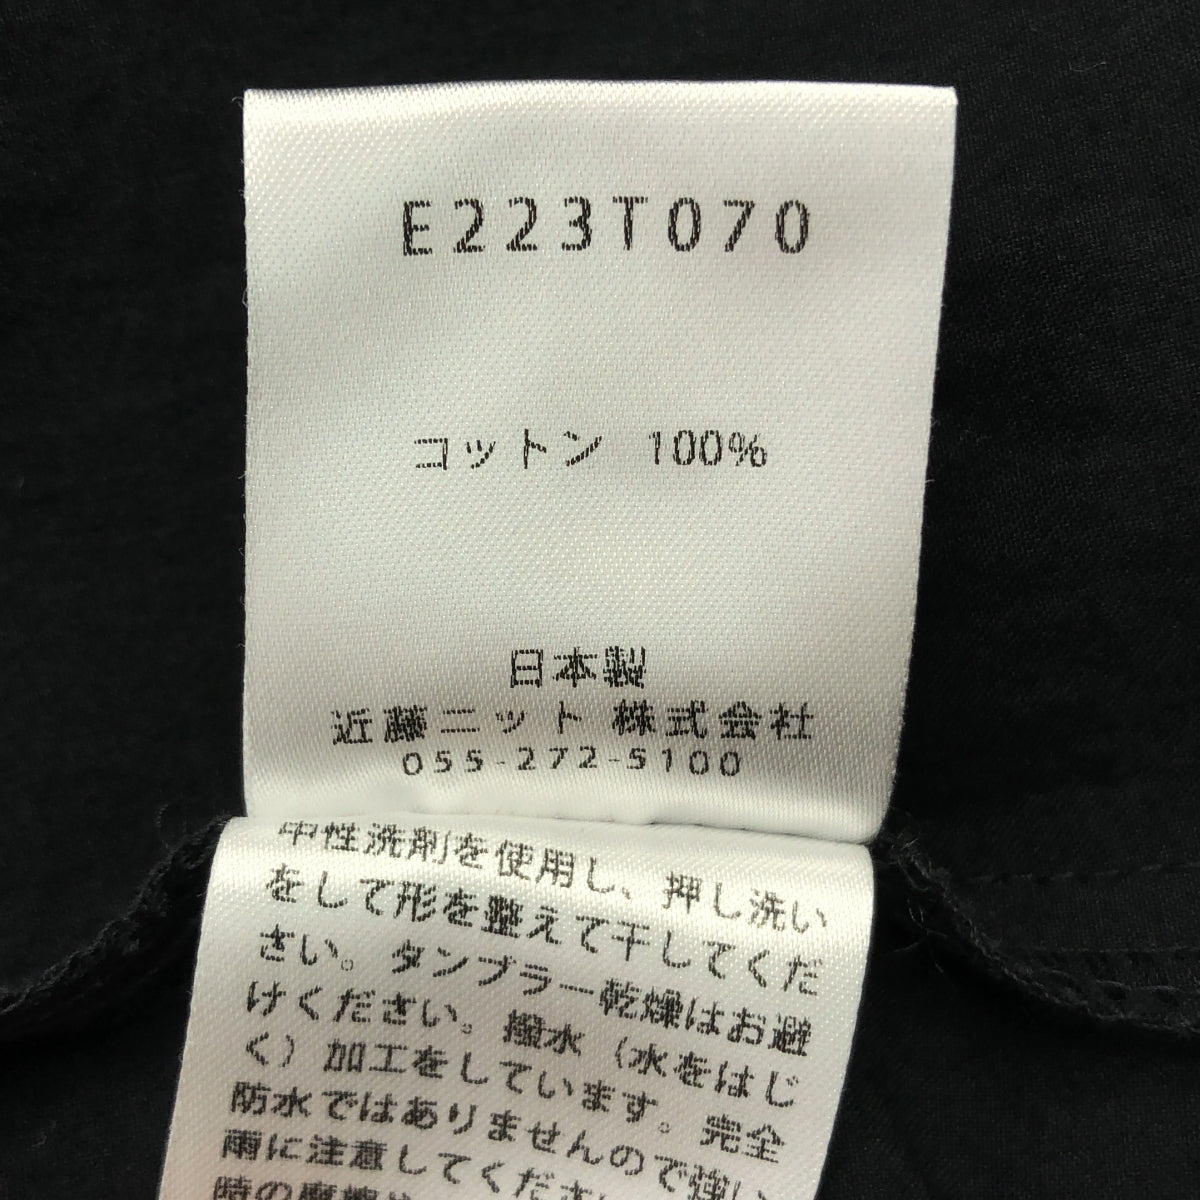 E223T070
コットン 100%
日本製
近藤ニット 株式会社
055-272-5100
中性洗剤を使用し、押し洗い
をして形を整えて干してくだ
さい。タンブラー乾燥はお避
けください。撥水（水をはじ
く）加工をしています。完全
防水ではありませんので強い
雨に注意してくださ
時の摩擦や